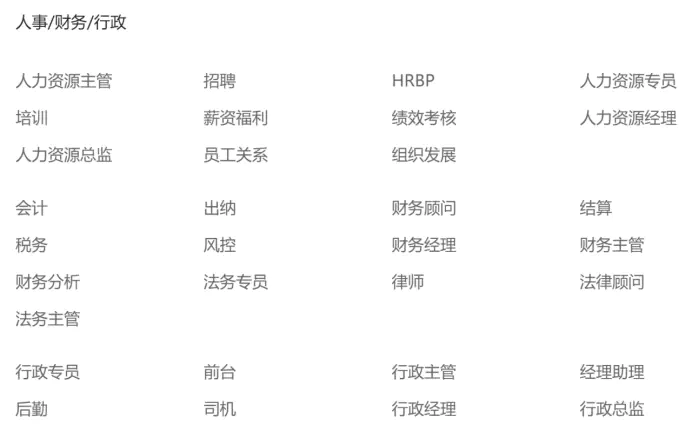 人事/财务/行政
人力资源主管 招聘 HRBP 人力资源专员
培训 薪资福利 绩效考核 人力资源经理
人力资源总监 员工关系 组织发展
会计 出纳 财务顾问 结算
税务 风控 财务经理 财务主管
财务分析 法务专员 律师 法律顾问
法务主管
行政专员 前台 行政主管 经理助理
后勤 司机 行政经理 行政总监